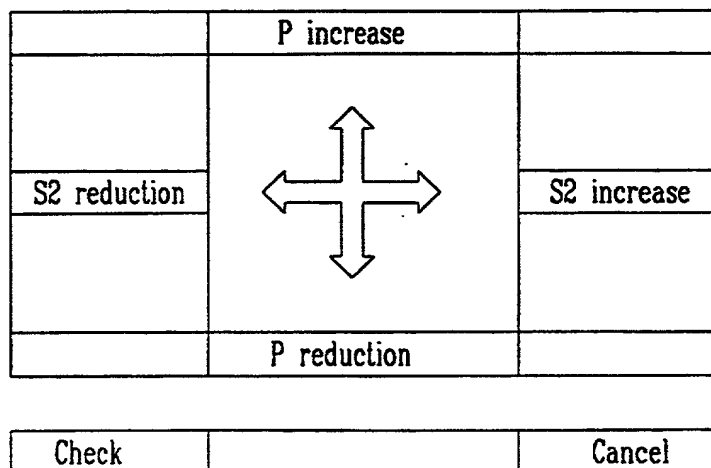 P increase
S2 reduction
S2 increase
P reduction
Check
Cancel